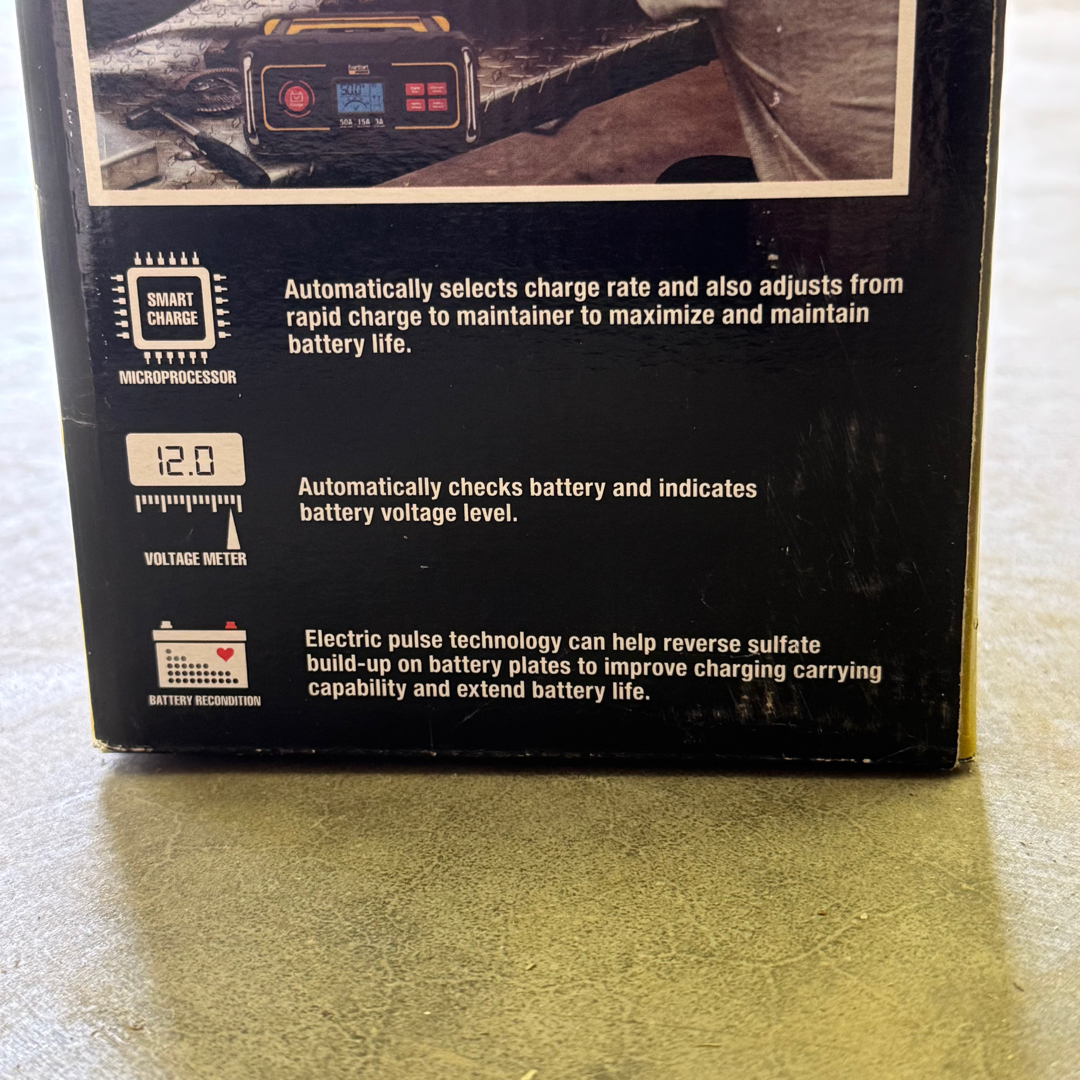 50A 15A 3A
SMART
CHARGE
MICROPROCESSOR
Automatically selects charge rate and also adjusts from
rapid charge to maintainer to maximize and maintain
battery life.
12.0
VOLTAGE METER
Automatically checks battery and indicates
battery voltage level.
BATTERY RECONDITION
Electric pulse technology can help reverse sulfate
build-up on battery plates to improve charging carrying
capability and extend battery life.